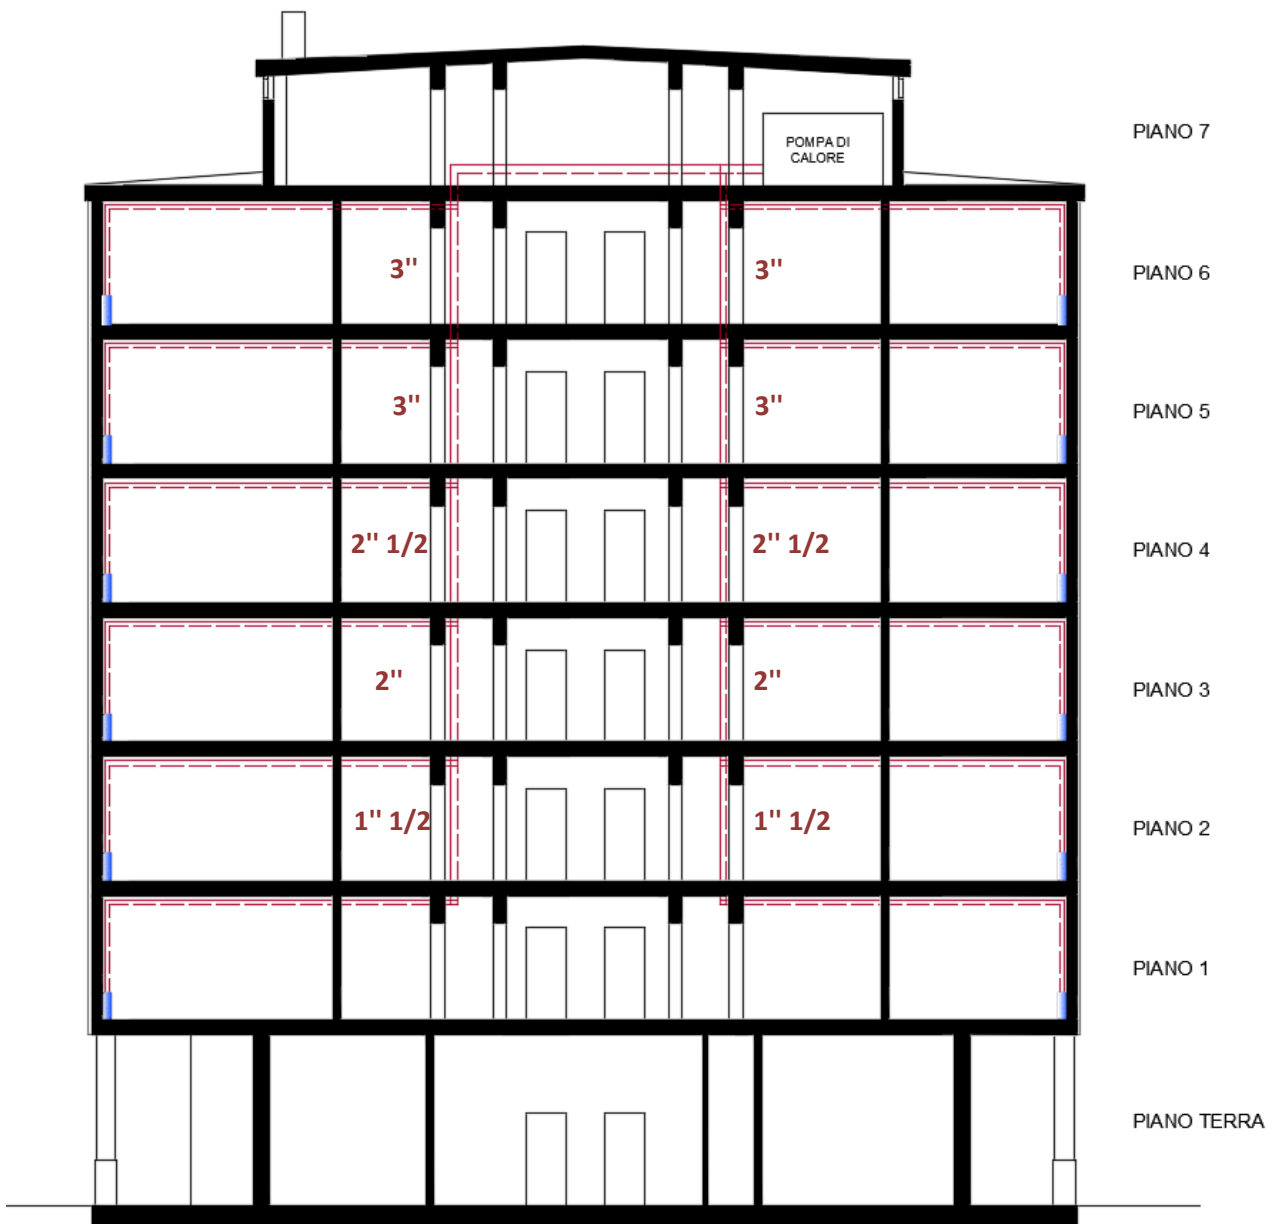 PIANO 7
POMPA DI
CALORE
3'' 3'' PIANO 6
3'' 3'' PIANO 5
2'' 1/2 2'' 1/2 PIANO 4
2'' 2'' PIANO 3
1'' 1/2 1'' 1/2 PIANO 2
PIANO 1
PIANO TERRA